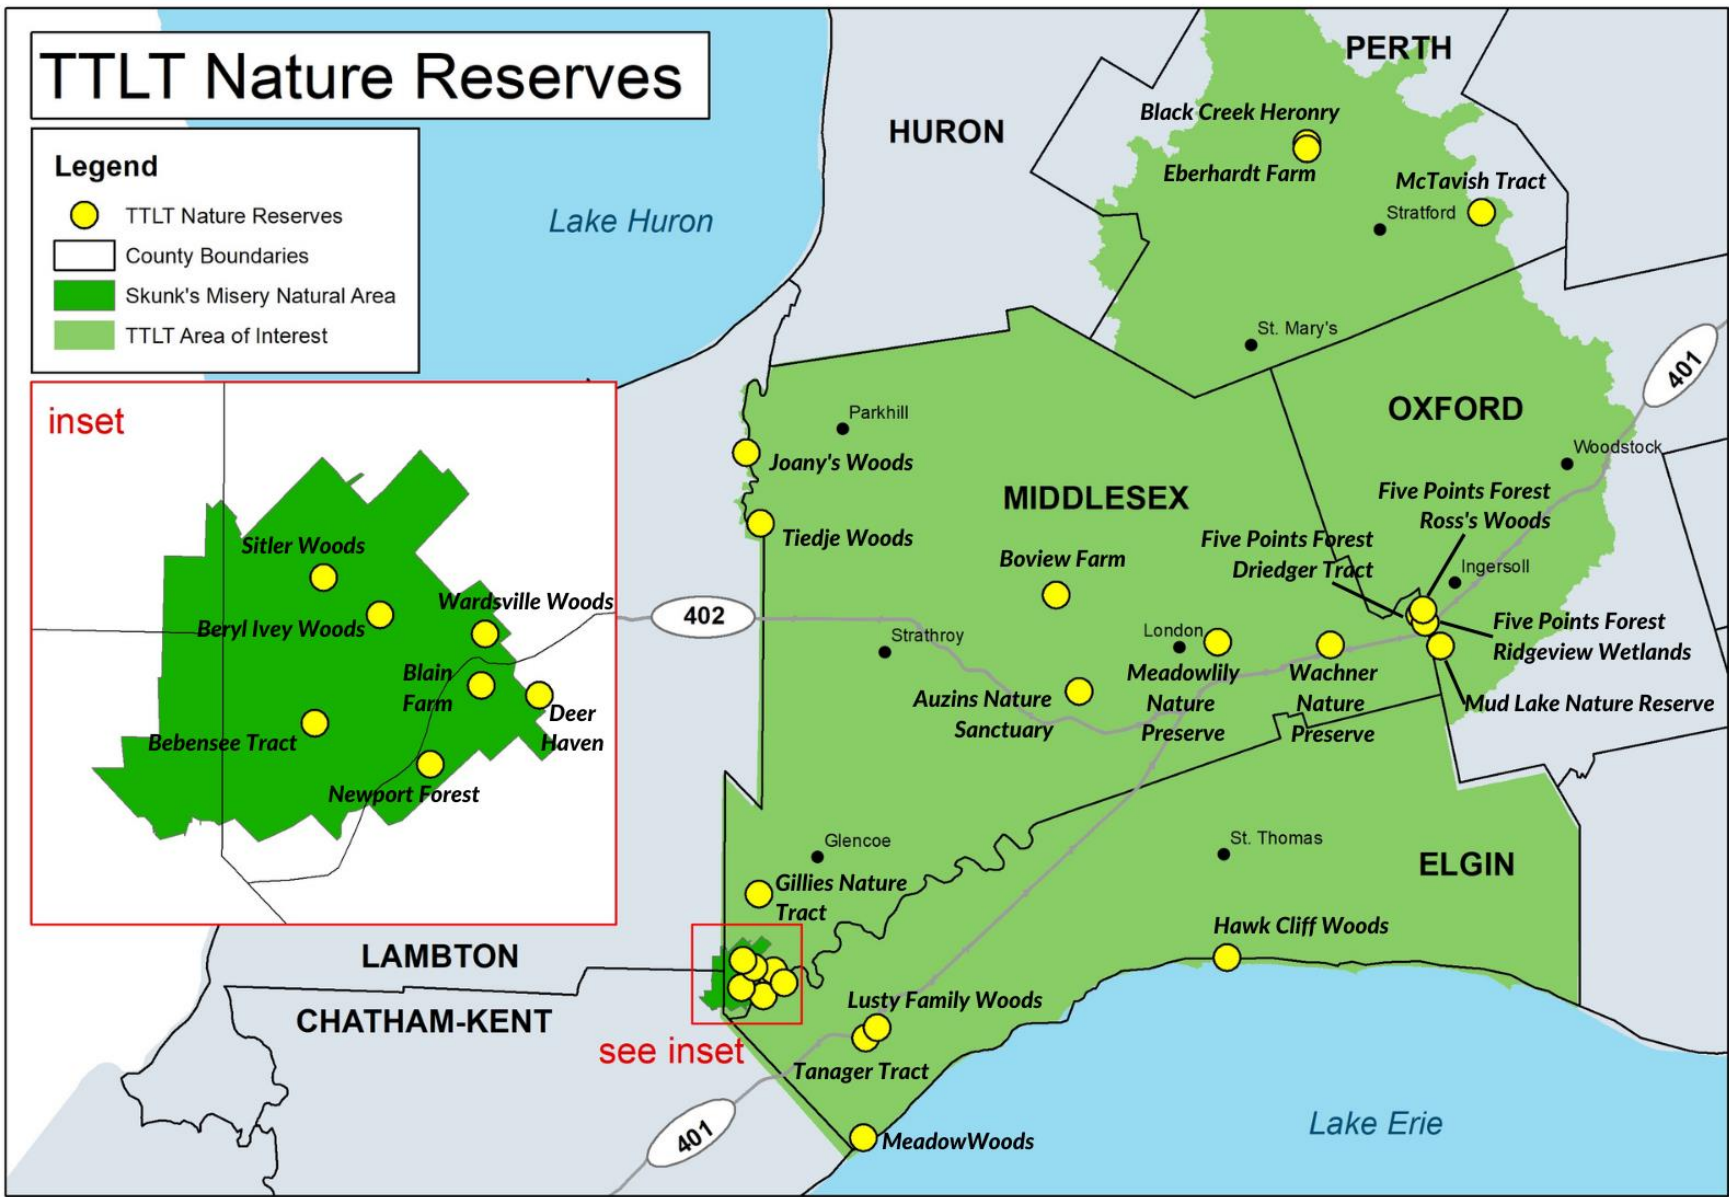 TTLT Nature Reserves
Legend
TTLT Nature Reserves
County Boundaries
Skunk's Misery Natural Area
TTLT Area of Interest
inset
Sitler Woods
Beryl Ivey Woods
Wardsville Woods
Blain
Farm
Deer
Haven
Bebensee Tract
Newport Forest
Lake Huron
HURON
PERTH
Black Creek Heronry
Eberhardt Farm
McTavish Tract
Stratford
St. Mary's
401
OXFORD
Woodstock
Parkhill
Joany's Woods
MIDDLESEX
Five Points Forest
Ross's Woods
Tiedje Woods
Boview Farm
Five Points Forest
Driedger Tract
Ingersoll
402
Strathroy
London
Five Points Forest
Ridgeview Wetlands
Meadowlily
Nature
Preserve
Wachner
Nature
Preserve
Auzins Nature
Sanctuary
Mud Lake Nature Reserve
Glencoe
St. Thomas
ELGIN
Gillies Nature
Tract
Hawk Cliff Woods
LAMBTON
CHATHAM-KENT
see inset
Lusty Family Woods
Tanager Tract
401
MeadowWoods
Lake Erie